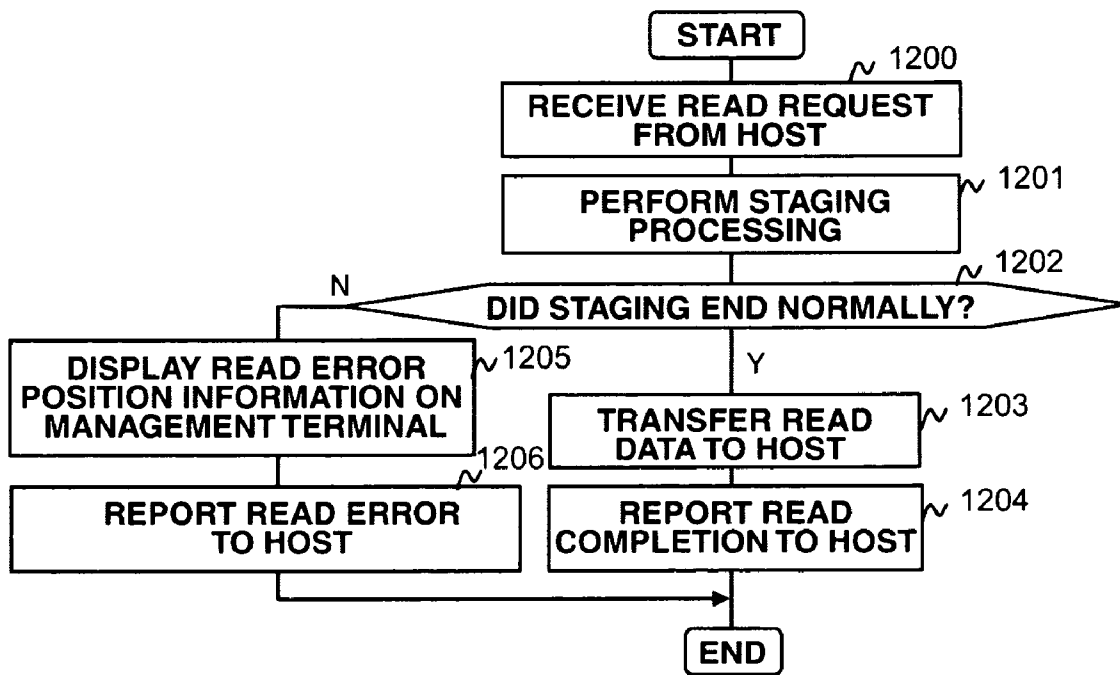 START
1200
RECEIVE READ REQUEST
FROM HOST
1201
PERFORM STAGING
PROCESSING
1202
N
DID STAGING END NORMALLY?
1205
DISPLAY READ ERROR
POSITION INFORMATION ON
MANAGEMENT TERMINAL
Y
1203
TRANSFER READ
DATA TO HOST
1206
REPORT READ ERROR
TO HOST
1204
REPORT READ
COMPLETION TO HOST
END